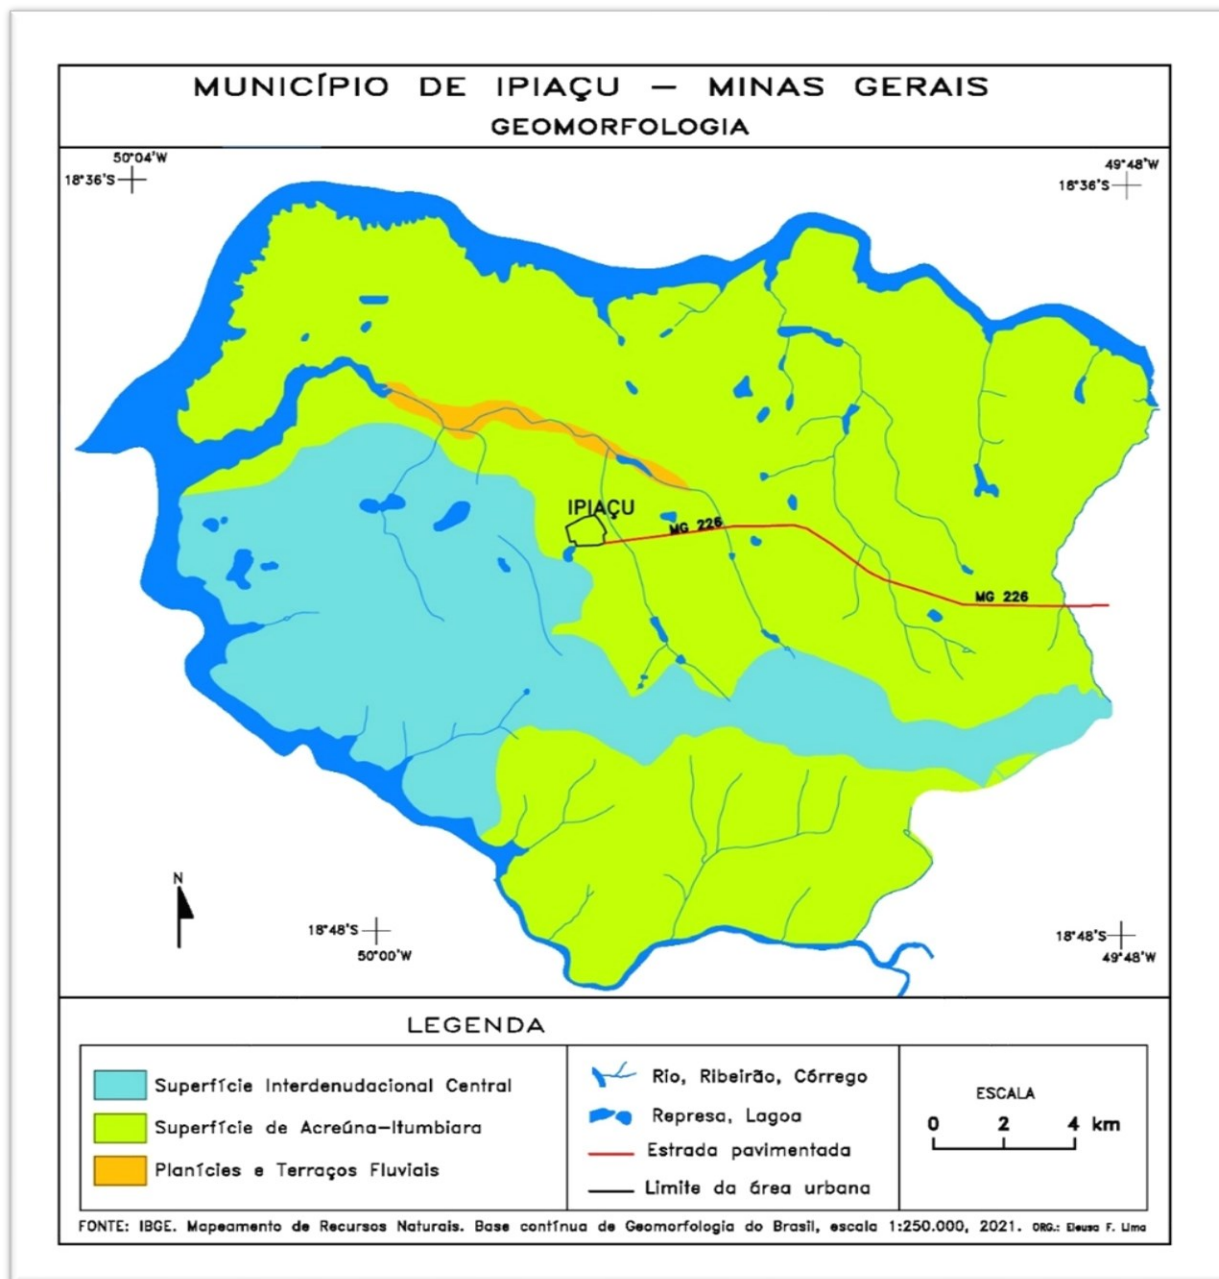 MUNICÍPIO DE IPIAÇU – MINAS GERAIS
GEOMORFOLOGIA
50°04'W
18°36'S
49°48'W
18°36'S
IPIAÇU
MG 226
MG 226
18°48'S
50°00'W
18°48'S
49°48'W
N
LEGENDA
Superfície Interdenudacional Central
Superfície de Acreúna-Itumbiara
Planícies e Terraços Fluviais
Rio, Ribeirão, Córrego
Represa, Lagoa
Estrada pavimentada
Limite da área urbana
ESCALA
0 2 4 km
FONTE: IBGE. Mapeamento de Recursos Naturais. Base contínua de Geomorfologia do Brasil, escala 1:250.000, 2021. ORG.: Eleusa F. Lima